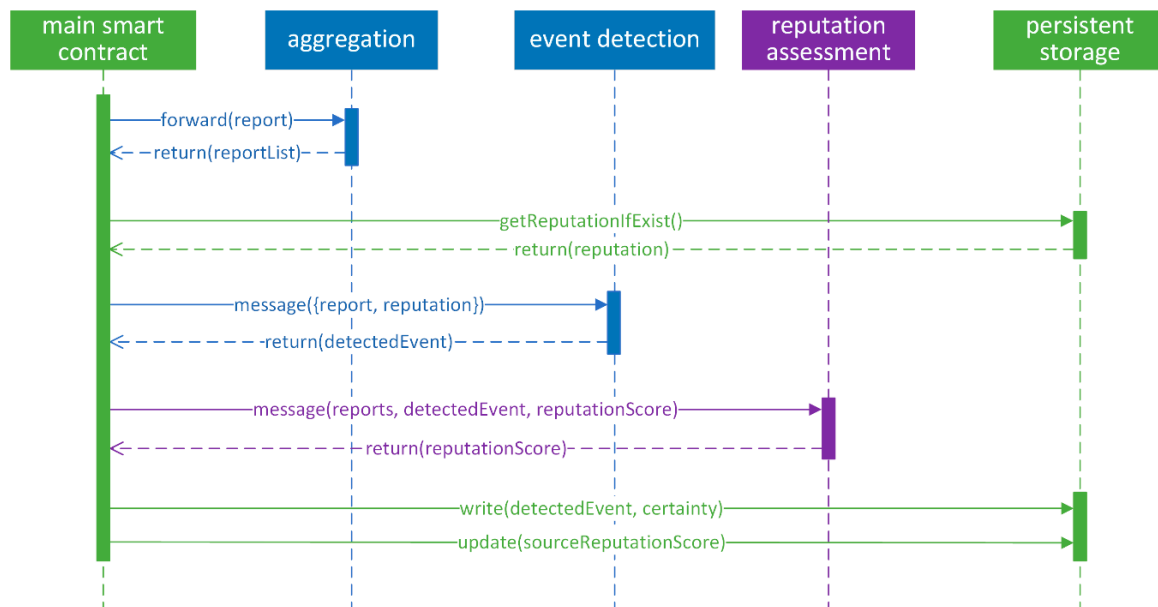 main smart
contract
aggregation
event detection
reputation
assessment
persistent
storage
forward(report)
return(reportList)
getReputationIfExist()
return(reputation)
message({report, reputation})
return(detectedEvent)
message(reports, detectedEvent, reputationScore)
return(reputationScore)
write(detectedEvent, certainty)
update(sourceReputationScore)